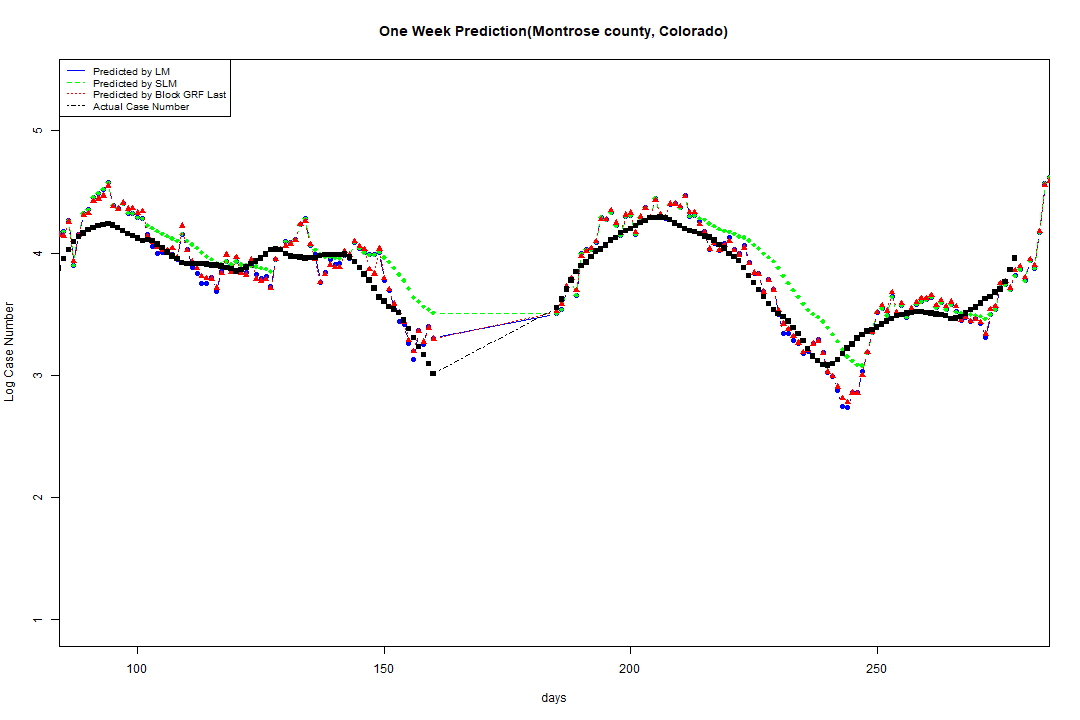 One Week Prediction(Montrose county, Colorado)
Predicted by LM
Predicted by SLM
Predicted by Block GRF Last
Actual Case Number
5
4
3
2
1
Log Case Number
100
150
200
250
days